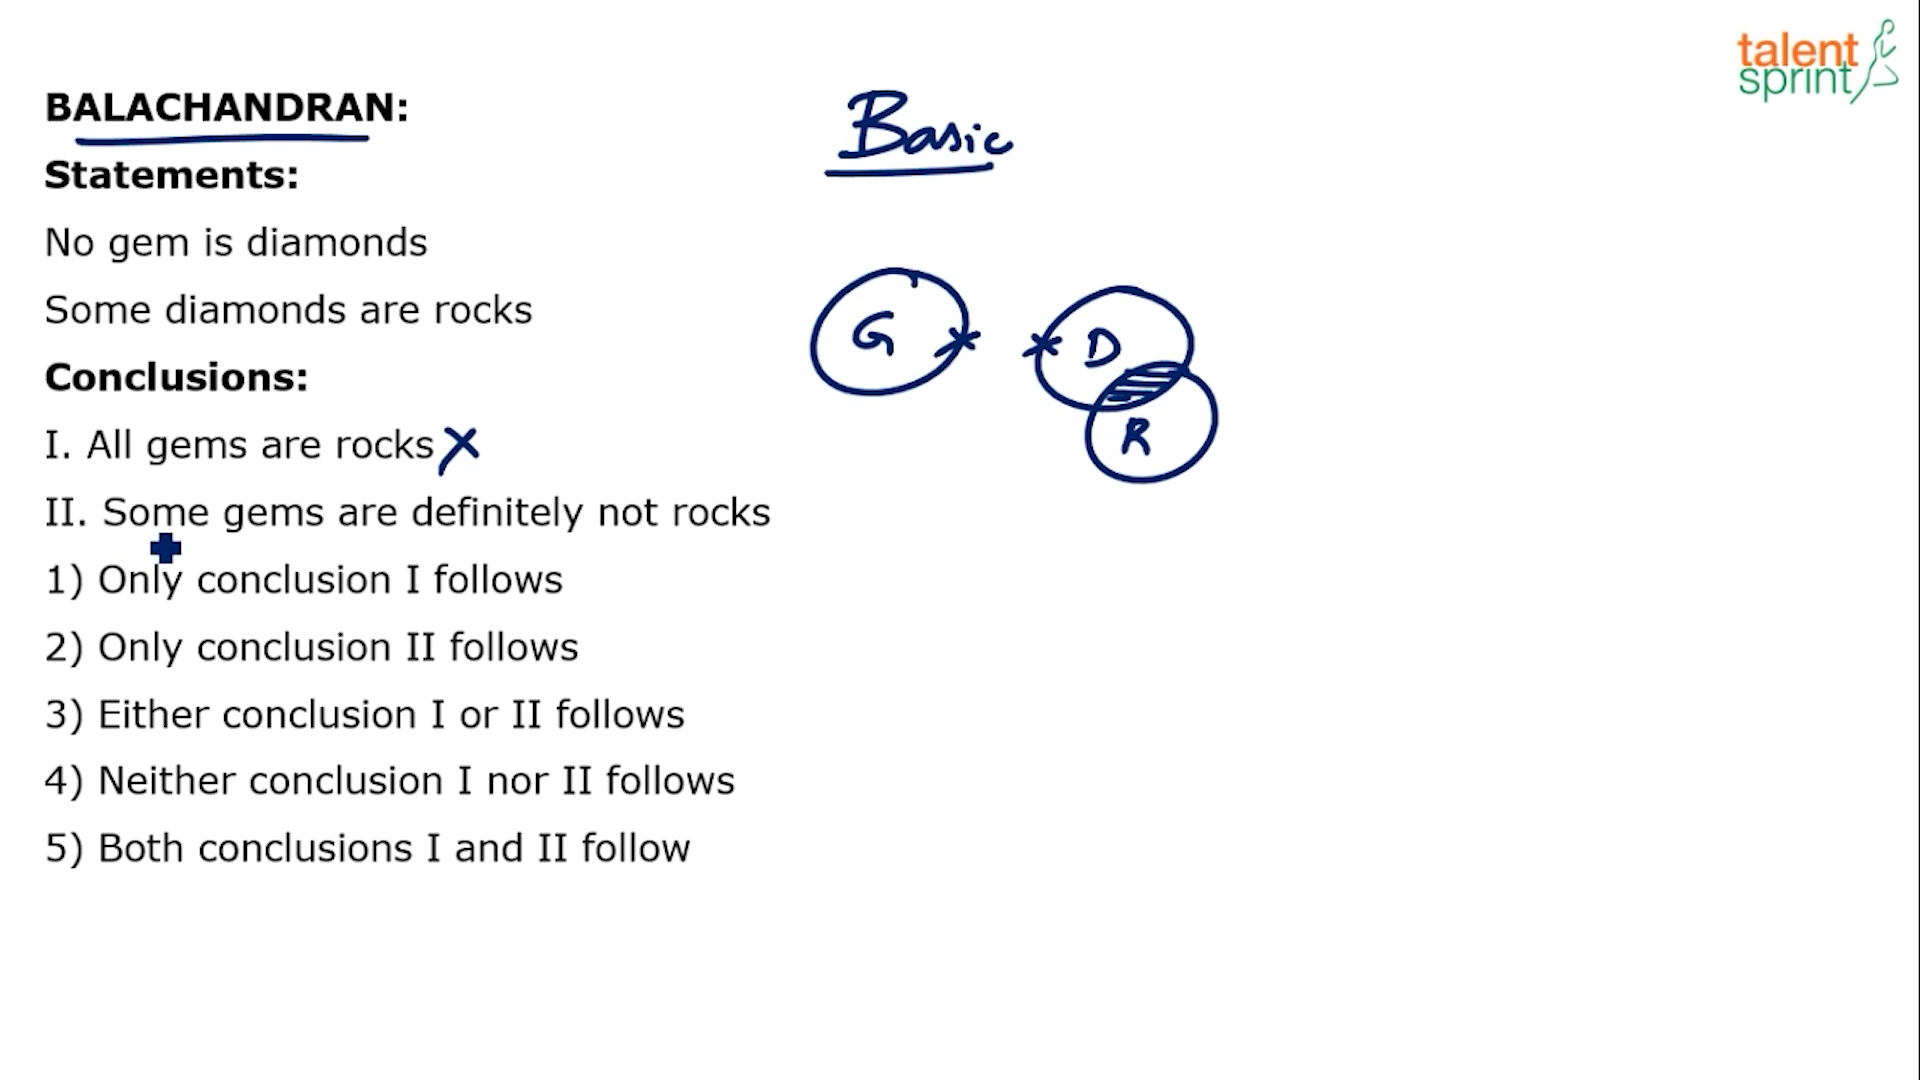 talent
sprint
BALACHANDRAN:
Basic
Statements:
No gem is diamonds
Some diamonds are rocks
G
D
R
Conclusions:
I. All gems are rocks
II. Some gems are definitely not rocks
1) Only conclusion I follows
2) Only conclusion II follows
3) Either conclusion I or II follows
4) Neither conclusion I nor II follows
5) Both conclusions I and II follow